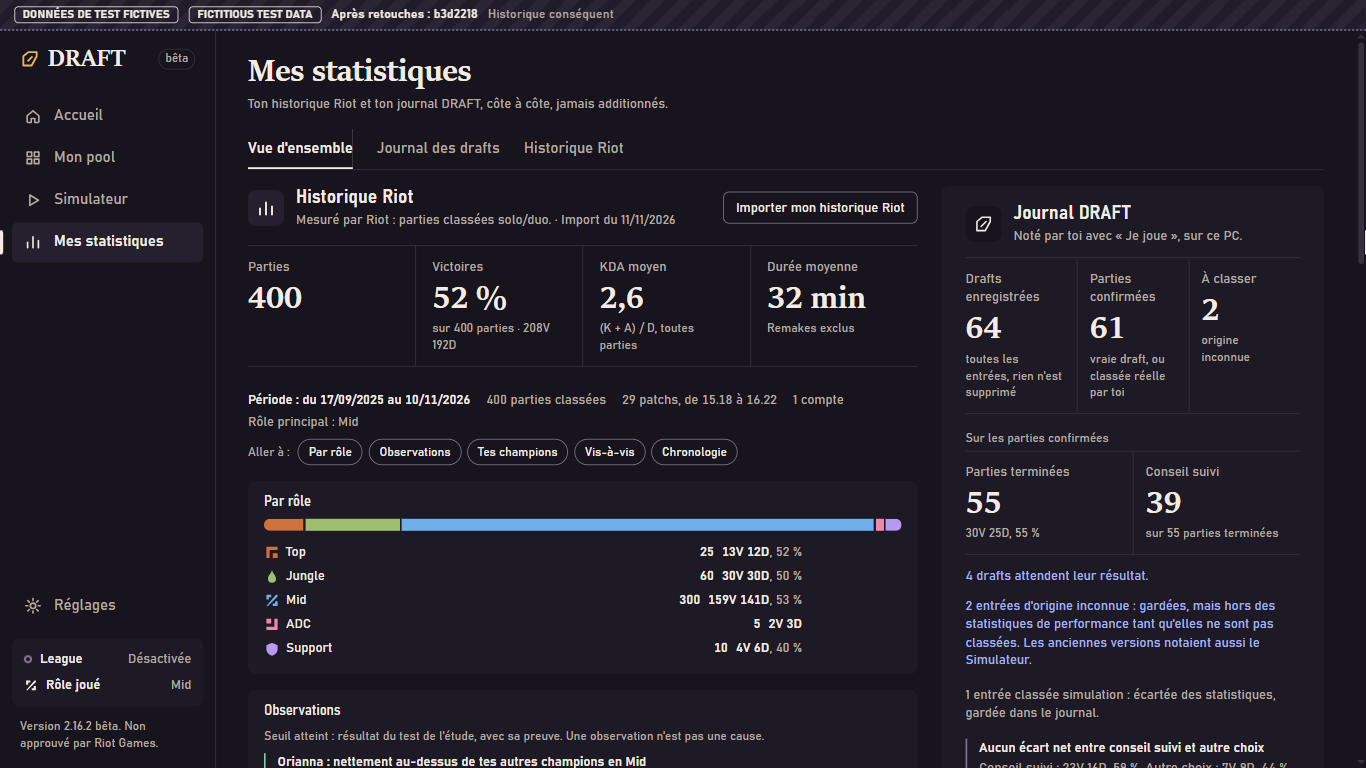 DONNÉES DE TEST FICTIVES FICTITIOUS TEST DATA Après retouches : b3d2218 Historique conséquent
DRAFT bêta
Accueil
Mon pool
Simulateur
Mes statistiques
Réglages
League Désactivée
Rôle joué Mid
Version 2.16.2 bêta. Non
approuvé par Riot Games.
Mes statistiques
Ton historique Riot et ton journal DRAFT, côte à côte, jamais additionnés.
Vue d'ensemble Journal des drafts Historique Riot
Historique Riot
Mesuré par Riot : parties classées solo/duo. · Import du 11/11/2026
Importer mon historique Riot
Parties
400
Victoires
52 %
sur 400 parties · 208V
192D
KDA moyen
2,6
(K + A) / D, toutes
parties
Durée moyenne
32 min
Remakes exclus
Période : du 17/09/2025 au 10/11/2026 400 parties classées 29 patchs, de 15.18 à 16.22 1 compte
Rôle principal : Mid
Aller à : Par rôle Observations Tes champions Vis-à-vis Chronologie
Par rôle
Top 25 13V 12D, 52 %
Jungle 60 30V 30D, 50 %
Mid 300 159V 141D, 53 %
ADC 5 2V 3D
Support 10 4V 6D, 40 %
Observations
Seuil atteint : résultat du test de l'étude, avec sa preuve. Une observation n'est pas une cause.
Orianna : nettement au-dessus de tes autres champions en Mid
Journal DRAFT
Noté par toi avec « Je joue », sur ce PC.
Drafts
enregistrées
64
toutes les
entrées, rien n'est
supprimé
Parties
confirmées
61
vraie draft, ou
classée réelle
par toi
À classer
2
origine
inconnue
Sur les parties confirmées
Parties terminées
55
30V 25D, 55 %
Conseil suivi
39
sur 55 parties terminées
4 drafts attendent leur résultat.
2 entrées d'origine inconnue : gardées, mais hors des
statistiques de performance tant qu'elles ne sont pas
classées. Les anciennes versions notaient aussi le
Simulateur.
1 entrée classée simulation : écartée des statistiques,
gardée dans le journal.
Aucun écart net entre conseil suivi et autre choix
Conseil suivi : 23V 16D, 59 %. Autre choix : 7V 9D, 44 %